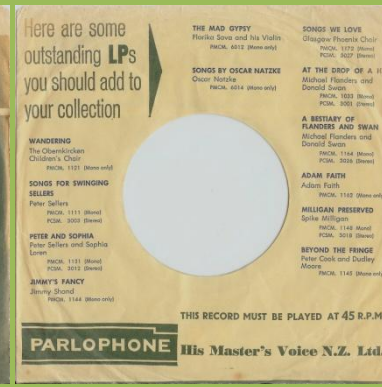 Here are some
outstanding LPs
you should add to
your collection
WANDERING
The Obernkirchen
Children's Choir
PMCM. 1121 (Mono only)
SONGS FOR SWINGING
SELLERS
Peter Sellers
PMCM. 1111 (Mono)
PCSM. 3003 (Stereo)
PETER AND SOPHIA
Peter Sellers and Sophia
Loren
PMCM. 1131 (Mono)
PCSM. 3012 (Stereo)
JIMMY'S FANCY
Jimmy Shand
PMCM. 1144 (Mono only)
THE MAD GYPSY
Florika Sava and his Violin
PMCM. 6012 (Mono only)
SONGS BY OSCAR NATZKE
Oscar Natzke
PMCM. 6014 (Mono only)
SONGS WE LOVE
Glasgow Phoenix Choir
PMCM. 1172 (Mono)
PCSM. 3027 (Stereo)
AT THE DROP OF A H
Michael Flanders and
Donald Swan
PMCM. 1033 (Mono)
PCSM. 3001 (Stereo)
A BESTIARY OF
FLANDERS AND SWAN
Michael Flanders and
Donald Swan
PMCM. 1164 (Mono)
PCSM. 3026 (Stereo)
ADAM FAITH
Adam Faith
PMCM. 1162 (Mono only)
MILLIGAN PRESERVED
Spike Milligan
PMCM. 1148 (Mono)
PCSM. 3018 (Stereo)
BEYOND THE FRINGE
Peter Cook and Dudley
Moore
PMCM. 1145 (Mono only)
THIS RECORD MUST BE PLAYED AT 45 R.P.M
PARLOPHONE His Master's Voice N.Z. Ltd.